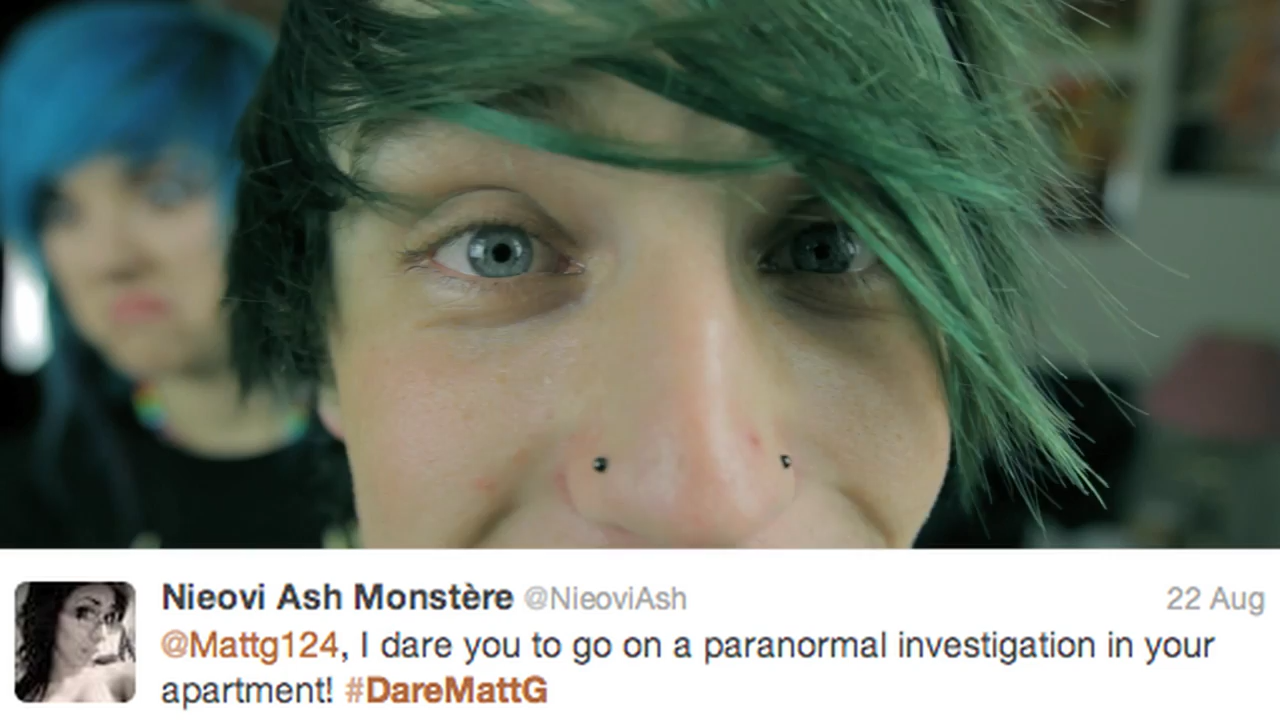 Nieovi Ash Monstère @NieoviAsh 22 Aug
@Mattg124, I dare you to go on a paranormal investigation in your
apartment! #DareMattG